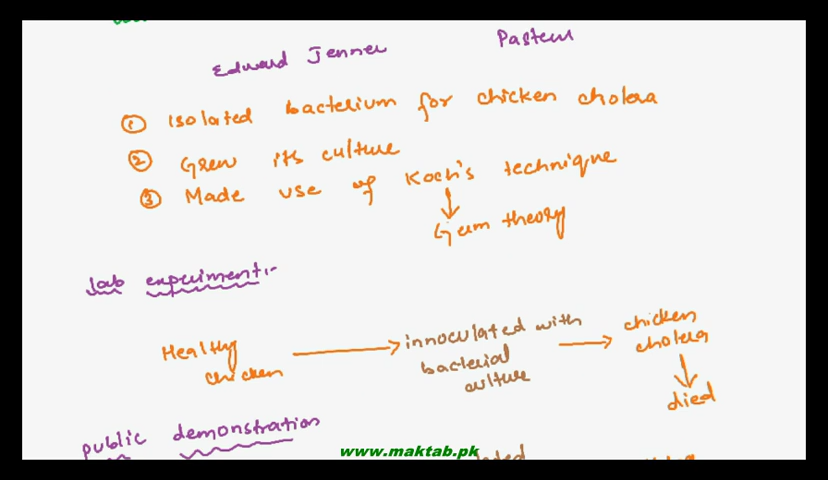 Edward Jenner Pasteur
① Isolated bacterium for chicken cholera
② Grew its culture
③ Made use of Koch's technique
Germ theory
lab experiment:-
Healthy chicken
innoculated with bacterial culture
chicken cholera
died
public demonstration
www.maktab.pk